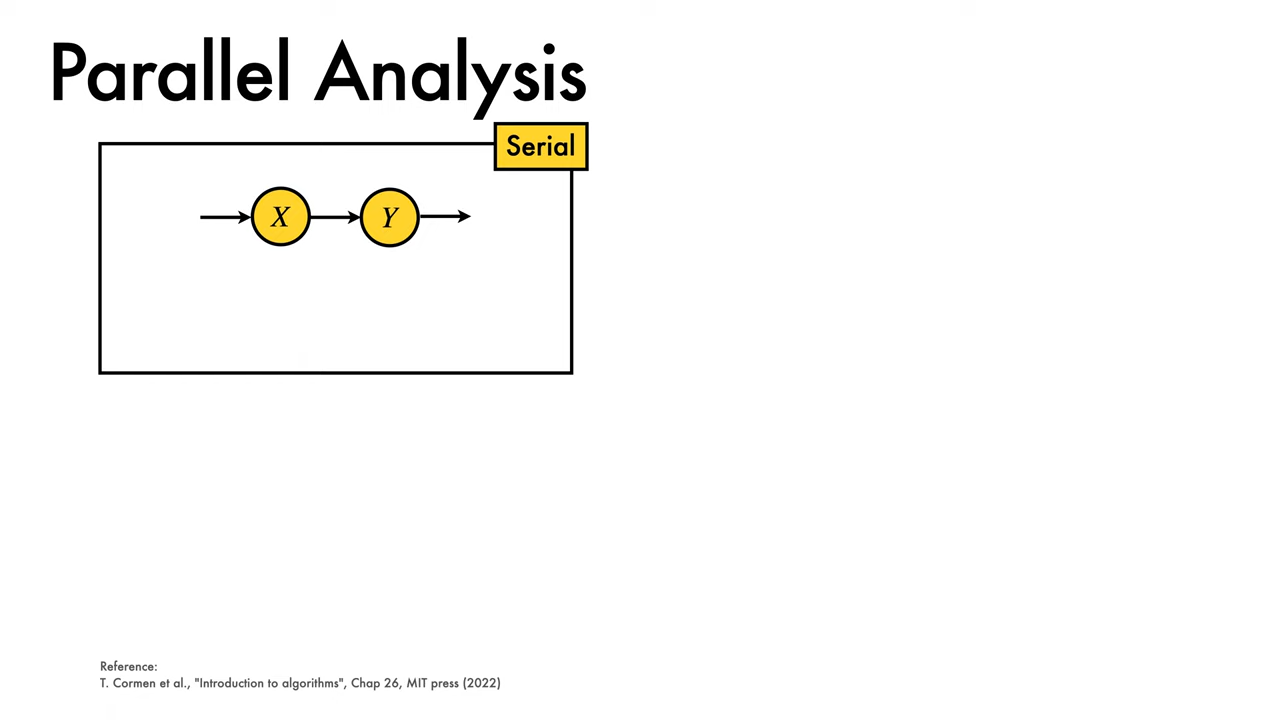 Parallel Analysis
Serial
X
Y
Reference:
T. Cormen et al., "Introduction to algorithms", Chap 26, MIT press (2022)